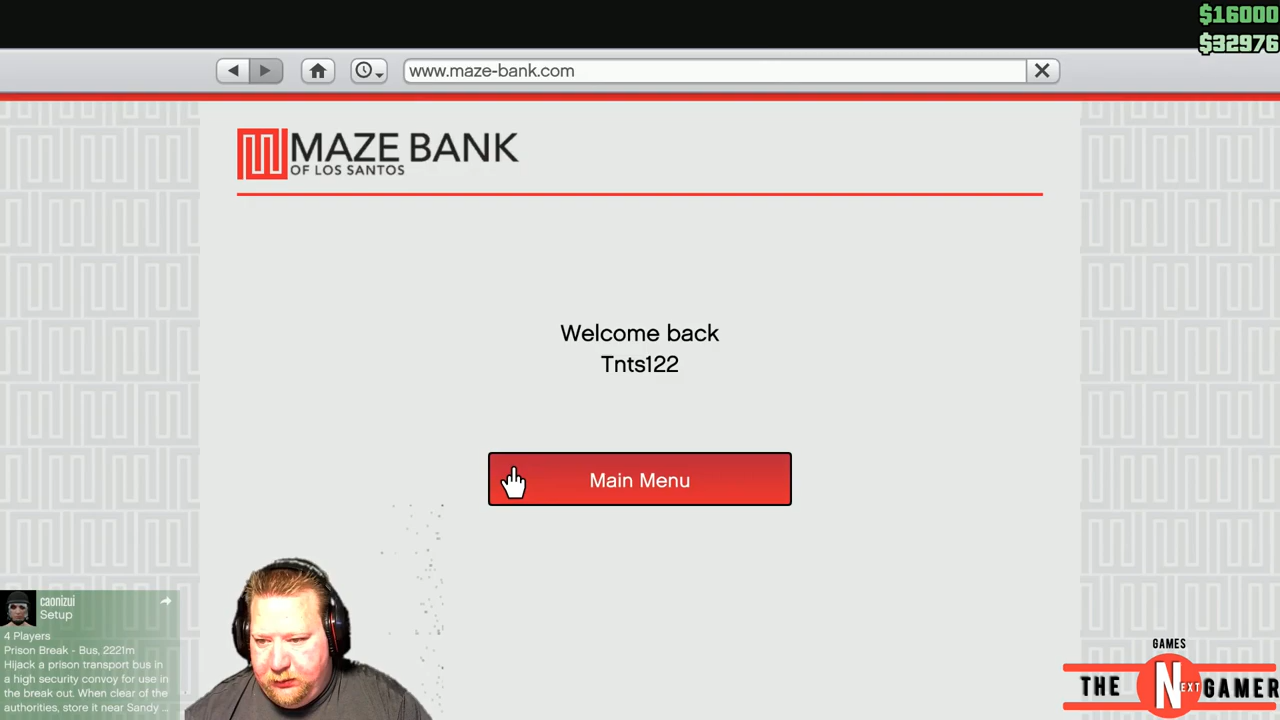 $16000
$32976
www.maze-bank.com
MAZE BANK
OF LOS SANTOS
Welcome back
Tnts122
Main Menu
caonizui
Setup
4 Players
Prison Break - Bus, 2221m
Hijack a prison transport bus in
a high security convoy for use in
the break out. When clear of the
authorities, store it near Sandy ...
GAMES
THE NEXT GAMER